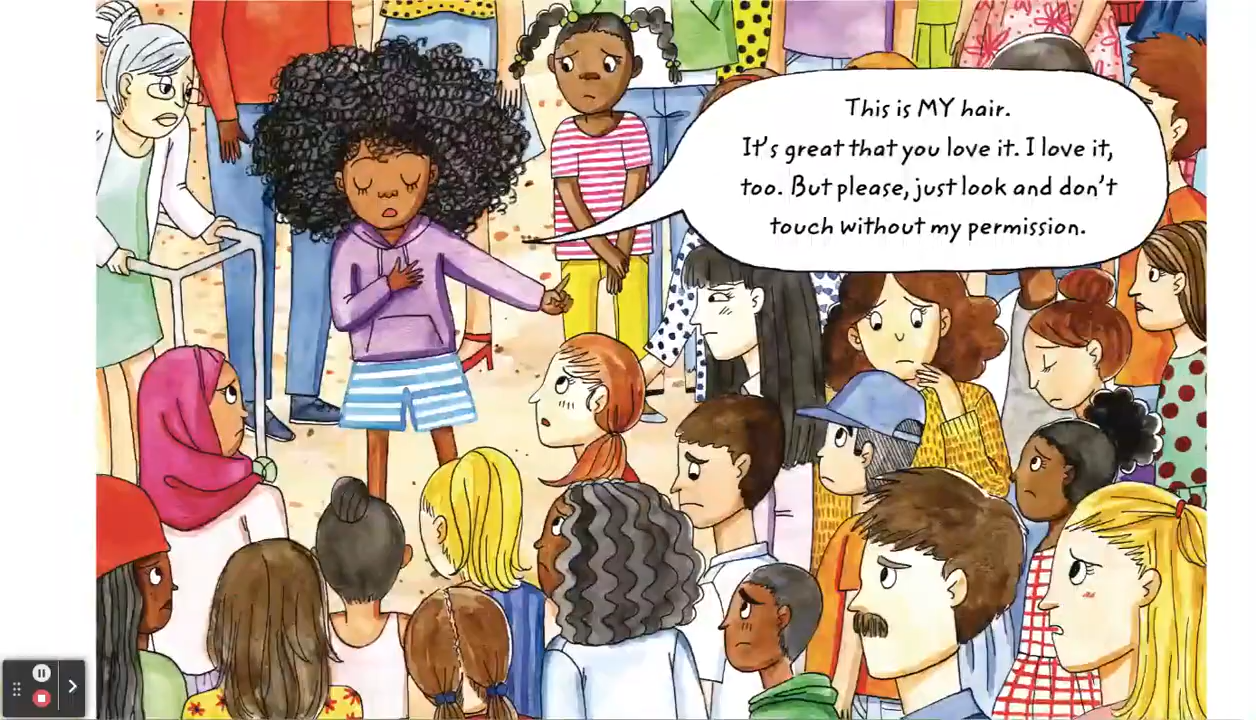 This is MY hair.
It's great that you love it. I love it,
too. But please, just look and don't
touch without my permission.